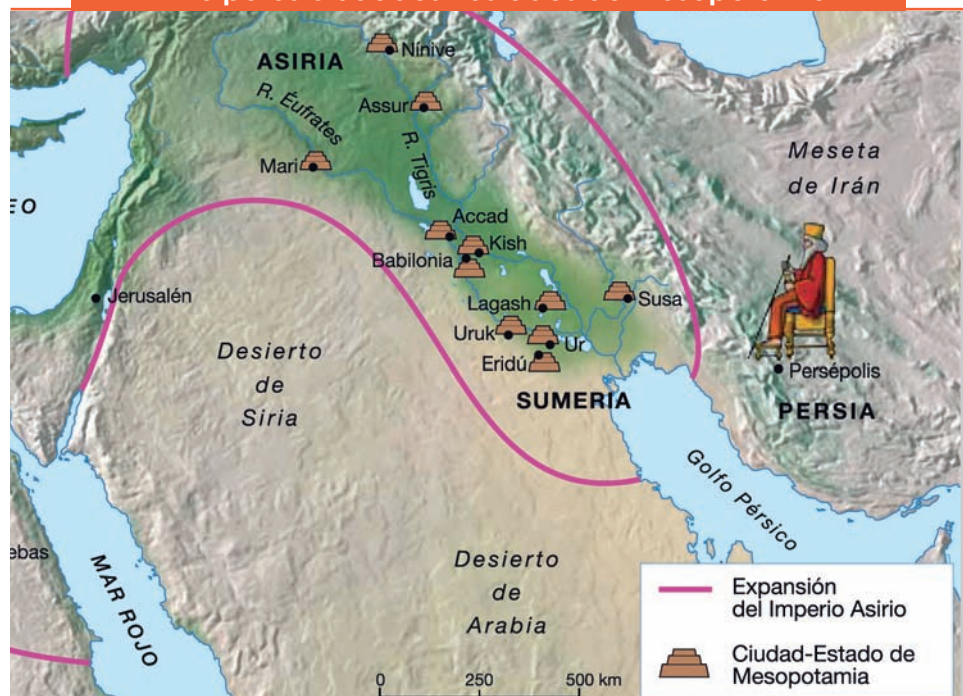 Nínive
ASIRIA
Assur
R. Éufrates
R. Tigris
Mari
Meseta
de Irán
Accad
Kish
Babilonia
Jerusalén
Lagash
Susa
Uruk
Ur
Eridú
Desierto
de
Siria
SUMERIA
Persépolis
PERSIA
Golfo Pérsico
MAR ROJO
Desierto
de
Arabia
Expansión
del Imperio Asirio
Ciudad-Estado de
Mesopotamia
0 250 500 km